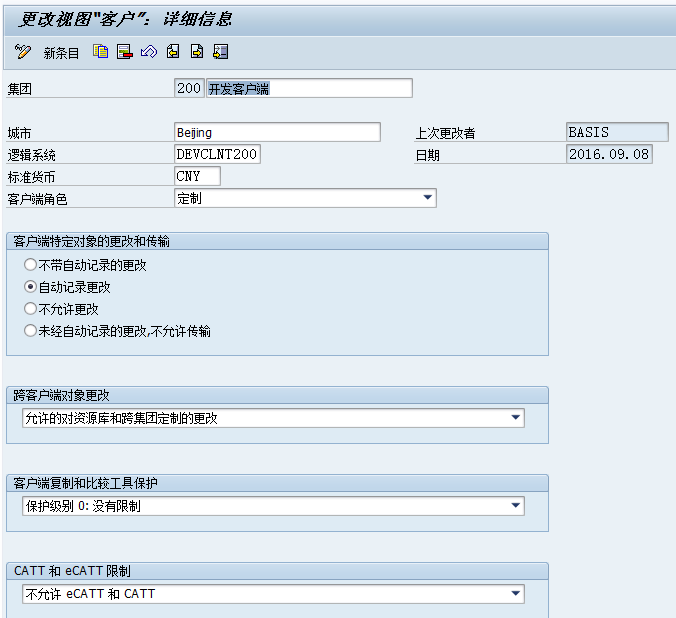 更改视图"客户": 详细信息
新条目
集团 200 开发客户端
城市 Beijing 上次更改者 BASIS
逻辑系统 DEVCLNT200 日期 2016.09.08
标准货币 CNY
客户端角色 定制
客户端特定对象的更改和传输
不带自动记录的更改
自动记录更改
不允许更改
未经自动记录的更改,不允许传输
跨客户端对象更改
允许的对资源库和跨集团定制的更改
客户端复制和比较工具保护
保护级别 0: 没有限制
CATT 和 eCATT 限制
不允许 eCATT 和 CATT